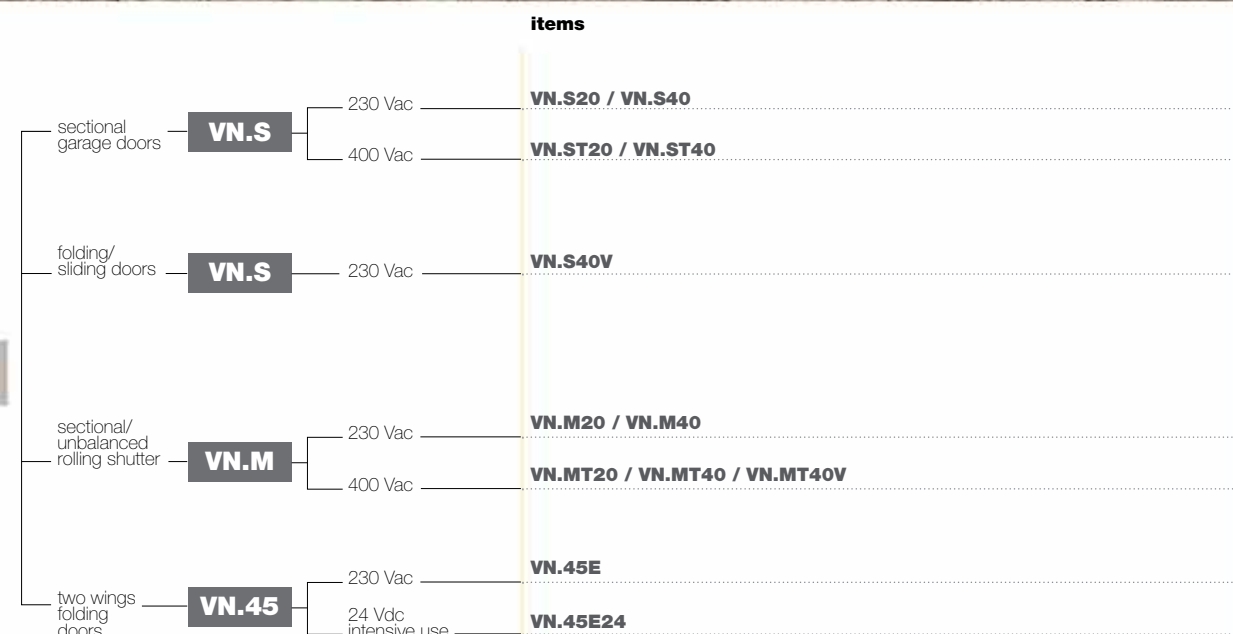 items
sectional
garage doors
VN.S
230 Vac
VN.S20 / VN.S40
400 Vac
VN.ST20 / VN.ST40
folding/
sliding doors
VN.S
230 Vac
VN.S40V
sectional/
unbalanced
rolling shutter
VN.M
230 Vac
VN.M20 / VN.M40
400 Vac
VN.MT20 / VN.MT40 / VN.MT40V
two wings
folding
doors
VN.45
230 Vac
VN.45E
24 Vdc
intensive use
VN.45E24